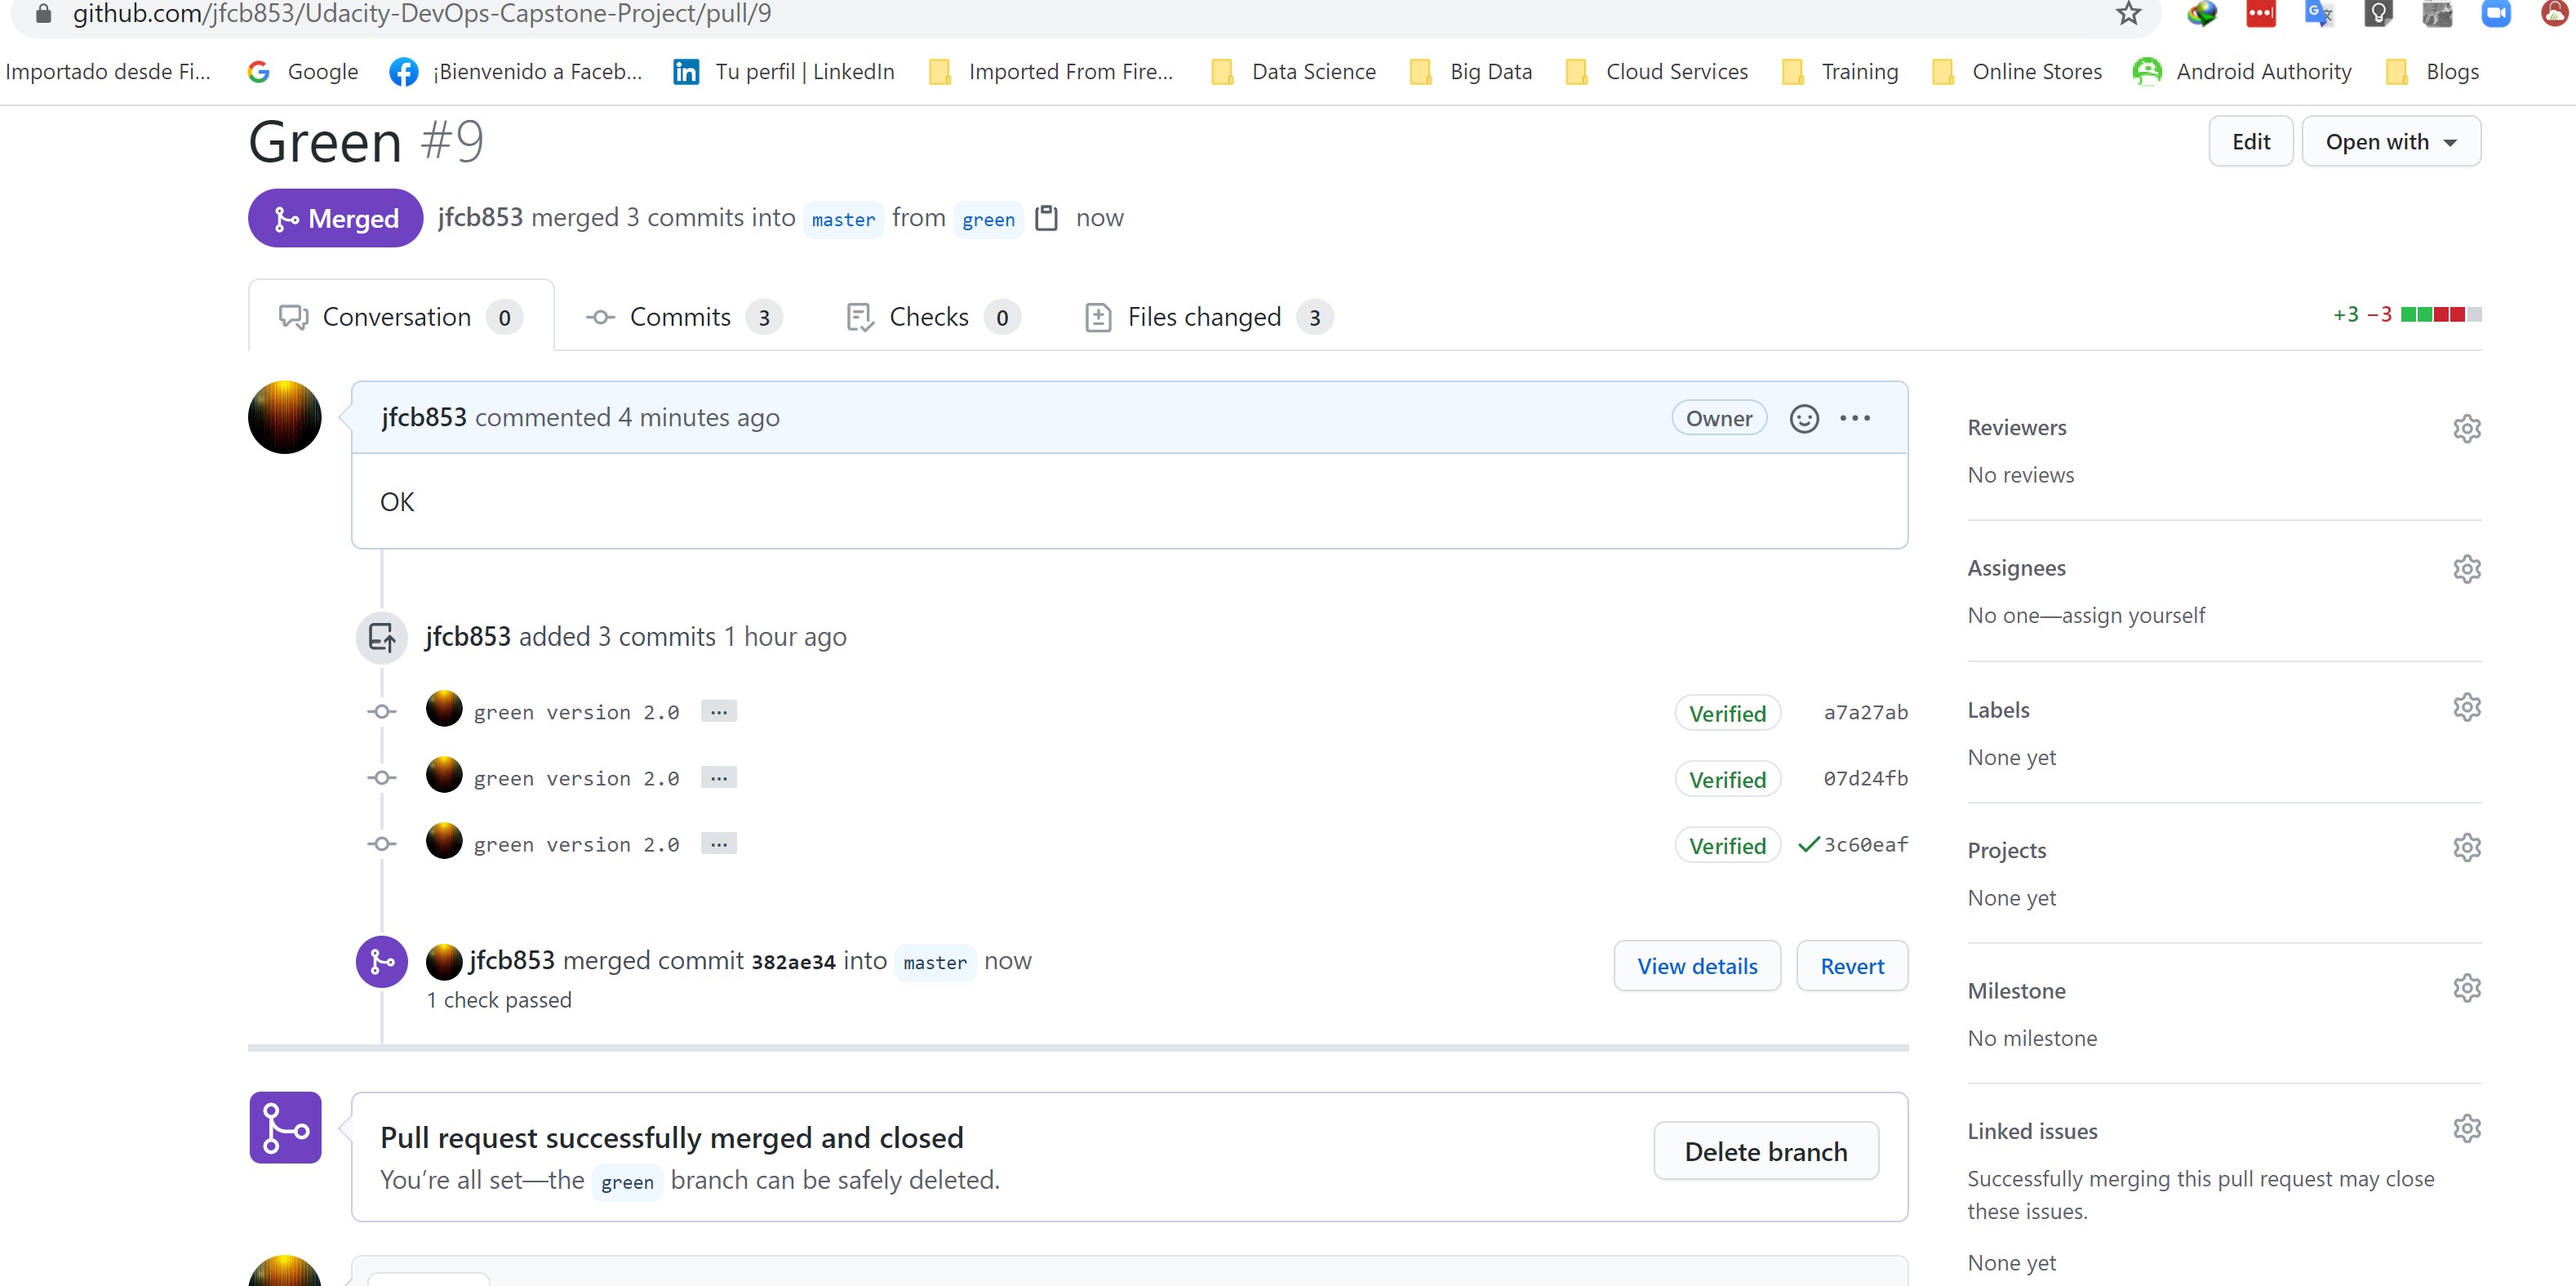 github.com/jfcb853/Udacity-DevOps-Capstone-Project/pull/9
Importado desde Fi... Google ¡Bienvenido a Faceb... Tu perfil | LinkedIn Imported From Fire... Data Science Big Data Cloud Services Training Online Stores Android Authority Blogs
Green #9
Edit Open with
Merged jfcb853 merged 3 commits into master from green now
Conversation 0 Commits 3 Checks 0 Files changed 3 +3 −3
jfcb853 commented 4 minutes ago Owner ...
OK
jfcb853 added 3 commits 1 hour ago
green version 2.0 ... Verified a7a27ab
green version 2.0 ... Verified 07d24fb
green version 2.0 ... Verified 3c60eaf
jfcb853 merged commit 382ae34 into master now View details Revert
1 check passed
Pull request successfully merged and closed
You're all set—the green branch can be safely deleted.
Delete branch
Reviewers
No reviews
Assignees
No one—assign yourself
Labels
None yet
Projects
None yet
Milestone
No milestone
Linked issues
Successfully merging this pull request may close
these issues.
None yet